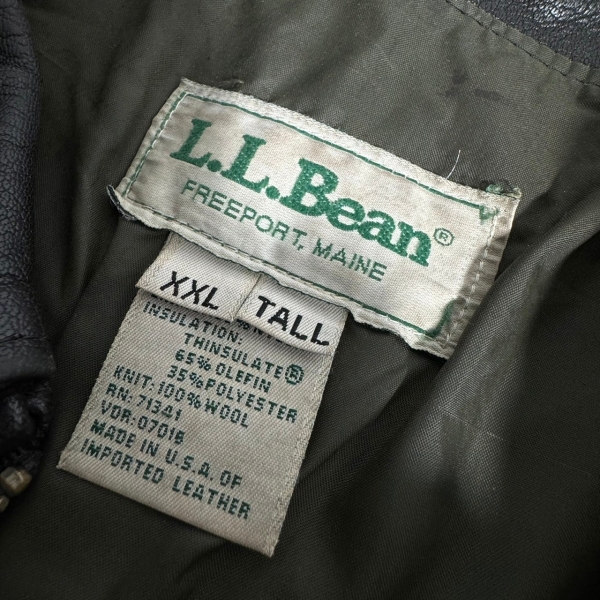 L.L.Bean®
FREEPORT, MAINE
XXL TALL
INSULATION:
THINSULATE®
65% OLEFIN
35% POLYESTER
KNIT: 100% WOOL
RN: 71341
VDR: 07016
MADE IN U.S.A. OF
IMPORTED LEATHER